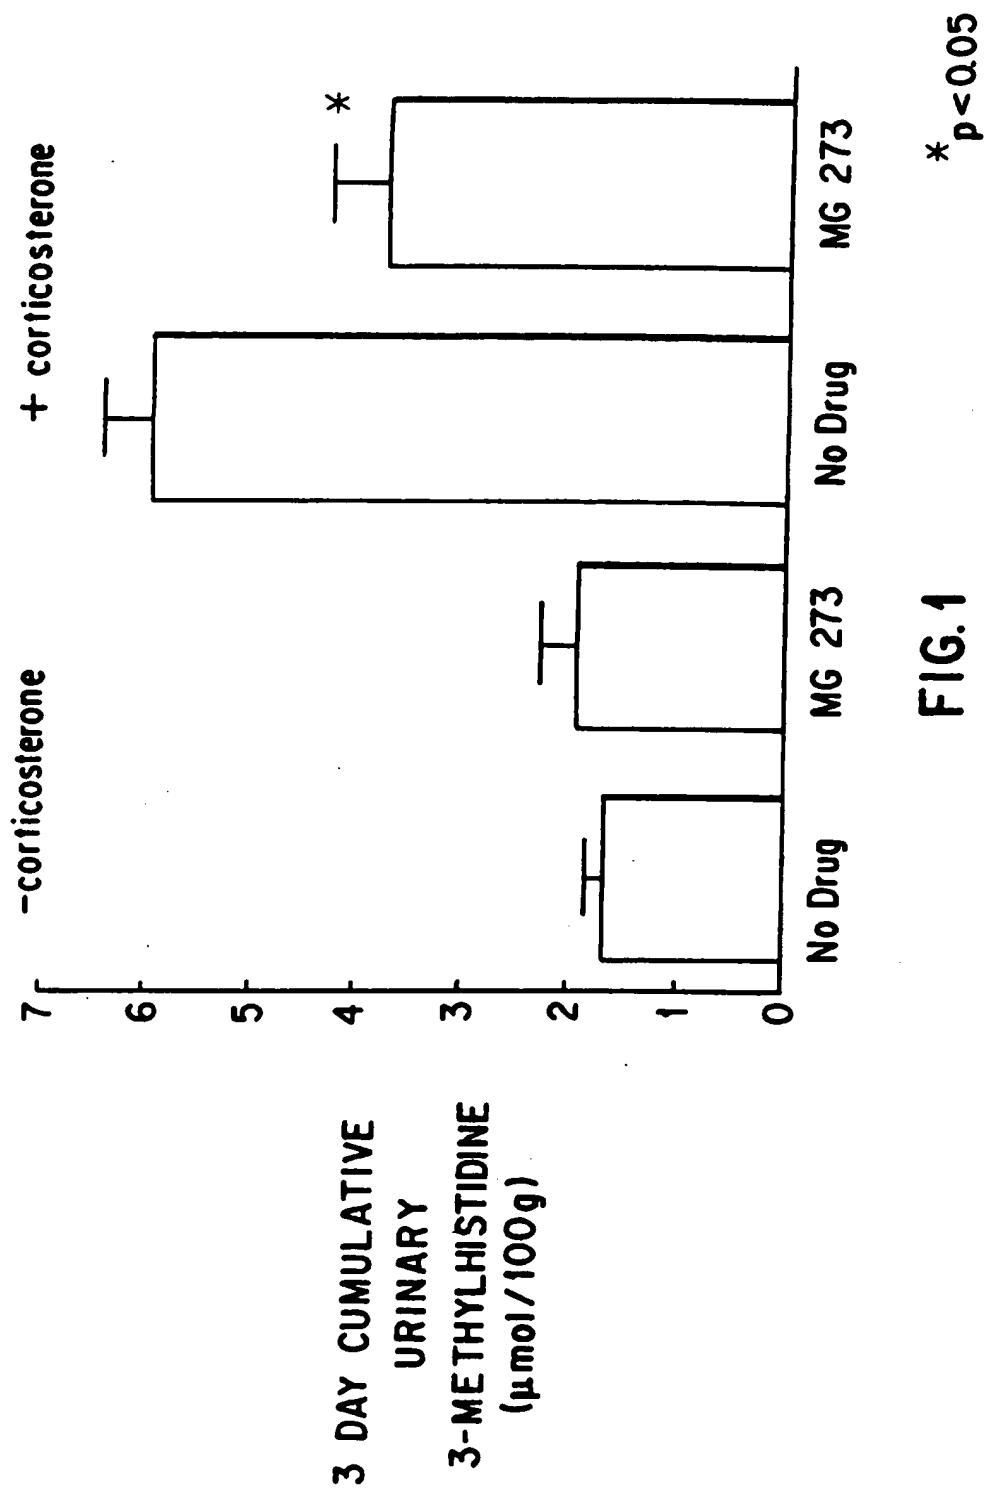 -corticosterone
+ corticosterone
7
6
5
4
3
2
1
0
3 DAY CUMULATIVE
URINARY
3-METHYLHISTIDINE
(μmol/100g)
*
No Drug
MG 273
No Drug
MG 273
*p<0.05
FIG.1